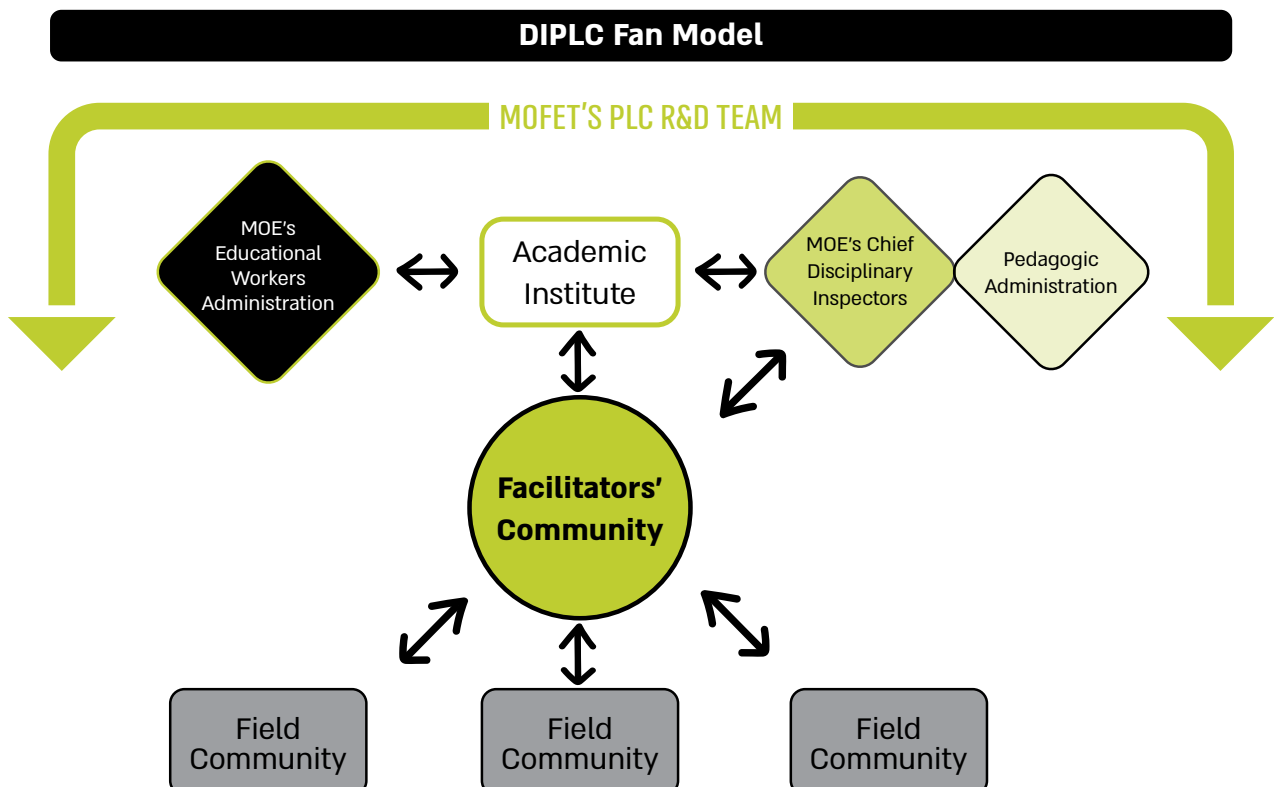 DIPLC Fan Model
MOFET'S PLC R&D TEAM
MOE's
Educational
Workers
Administration
Academic
Institute
MOE's Chief
Disciplinary
Inspectors
Pedagogic
Administration
Facilitators'
Community
Field
Community
Field
Community
Field
Community